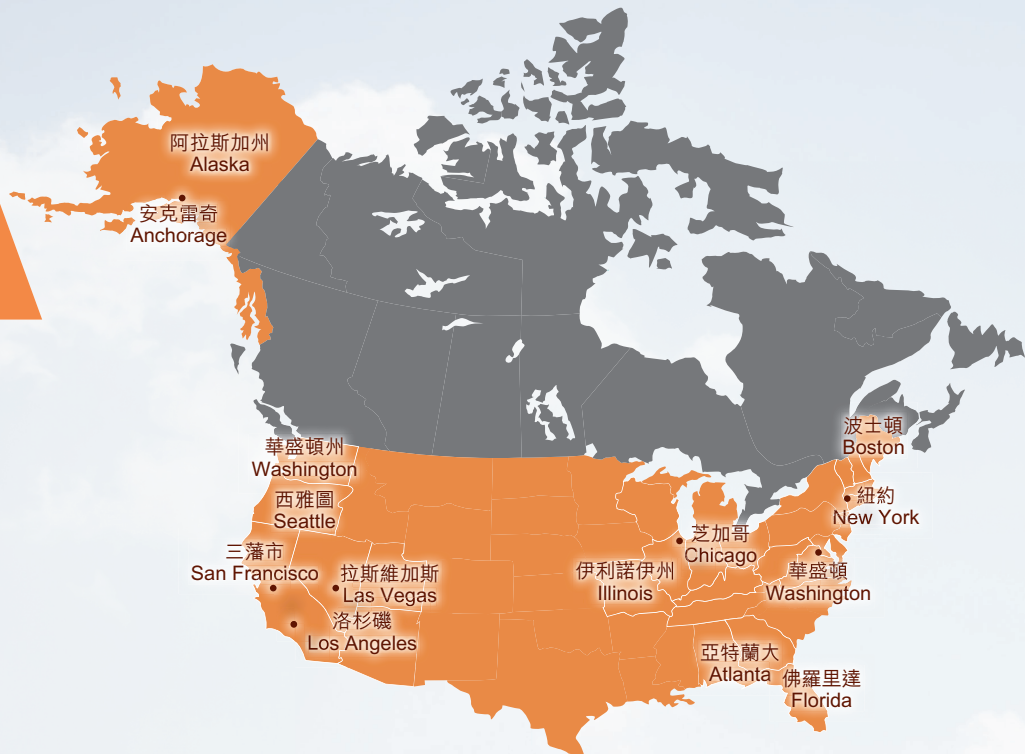 阿拉斯加州
Alaska
安克雷奇
Anchorage
波士頓
Boston
華盛頓州
Washington
西雅圖
Seattle
紐約
New York
三藩市
San Francisco
拉斯維加斯
Las Vegas
洛杉磯
Los Angeles
伊利諾伊州
Illinois
芝加哥
Chicago
華盛頓
Washington
亞特蘭大
Atlanta
佛羅里達
Florida